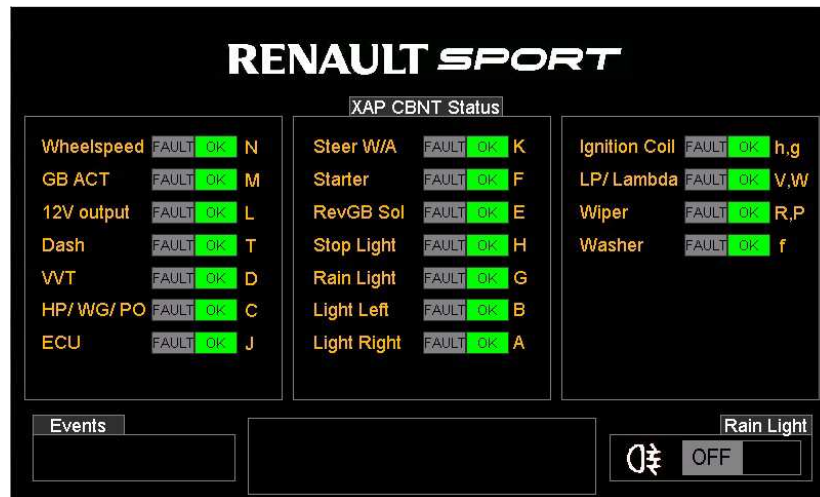 RENAULT SPORT
XAP CBNT Status
Wheelspeed FAULT OK N
GB ACT FAULT OK M
12V output FAULT OK L
Dash FAULT OK T
VVT FAULT OK D
HP/ WG/ PO FAULT OK C
ECU FAULT OK J
Steer W/A FAULT OK K
Starter FAULT OK F
RevGB Sol FAULT OK E
Stop Light FAULT OK H
Rain Light FAULT OK G
Light Left FAULT OK B
Light Right FAULT OK A
Ignition Coil FAULT OK h,g
LP/ Lambda FAULT OK V,W
Wiper FAULT OK R,P
Washer FAULT OK f
Events
Rain Light
OFF